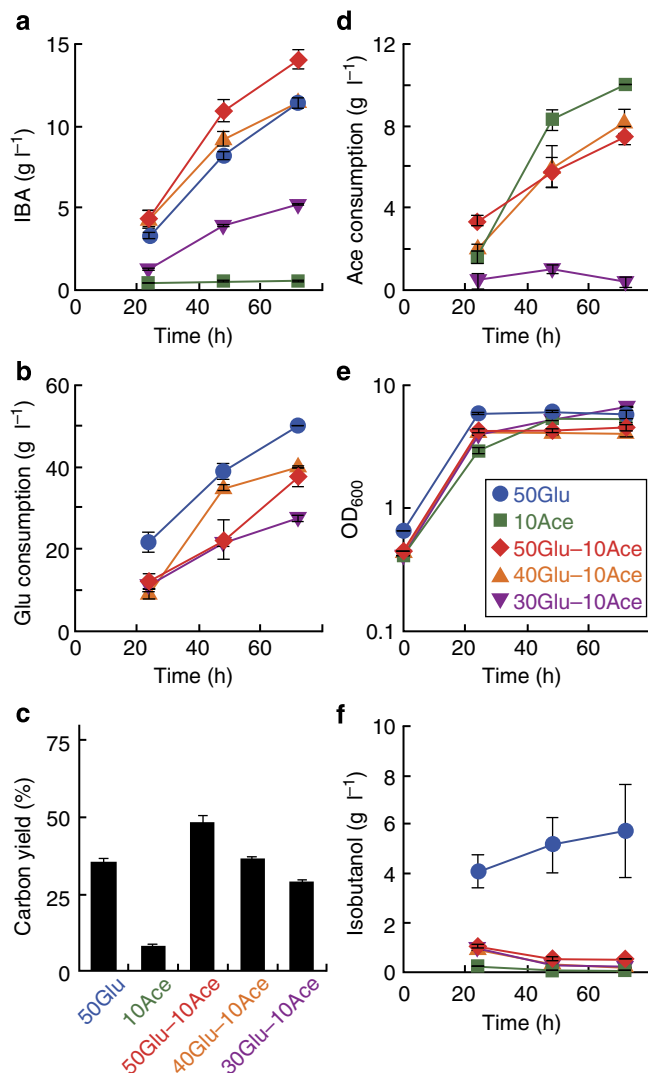 a
15
10
5
0
IBA (g l⁻¹)
0 20 40 60
Time (h)
b
60
40
20
0
Glu consumption (g l⁻¹)
0 20 40 60
Time (h)
c
75
50
25
0
Carbon yield (%)
50Glu
10Ace
50Glu–10Ace
40Glu–10Ace
30Glu–10Ace
d
12
8
4
0
Ace consumption (g l⁻¹)
0 20 40 60
Time (h)
e
10
1
0.1
OD₆₀₀
50Glu
10Ace
50Glu–10Ace
40Glu–10Ace
30Glu–10Ace
0 20 40 60
Time (h)
f
10
8
6
4
2
0
Isobutanol (g l⁻¹)
0 20 40 60
Time (h)